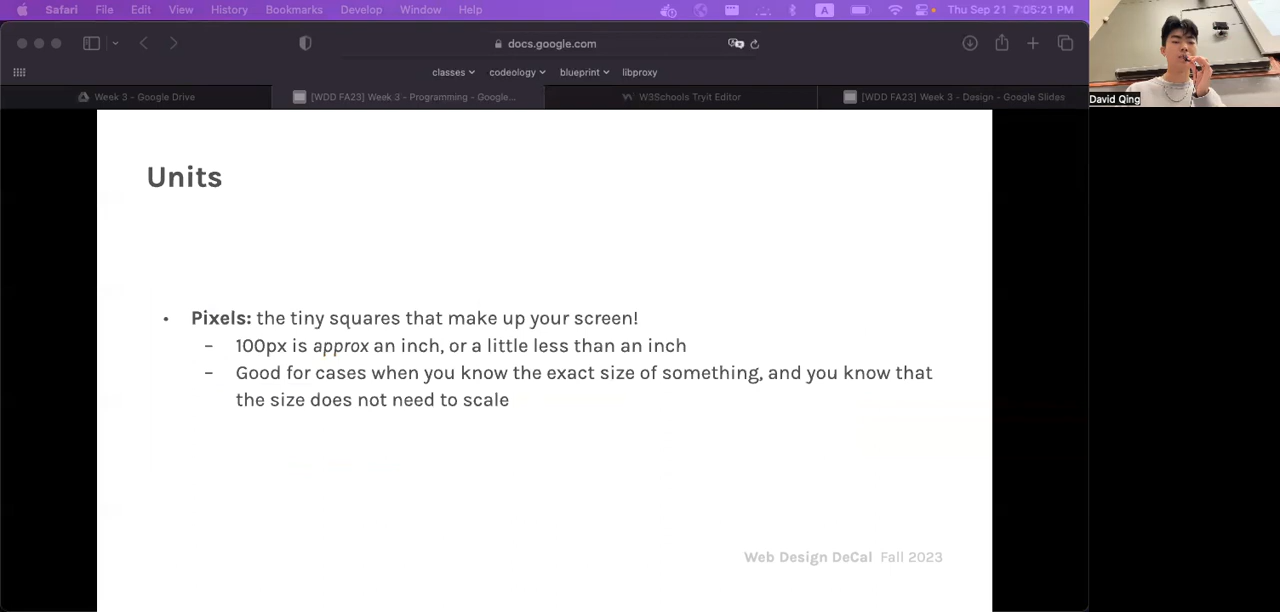 Safari File Edit View History Bookmarks Develop Window Help A Thu Sep 21 7:05:21 PM
docs.google.com
classes codeology blueprint libproxy
Week 3 - Google Drive [WDD FA23] Week 3 - Programming - Google... W3Schools Tryit Editor [WDD FA23] Week 3 - Design - Google Slides
David Qing
Units
• Pixels: the tiny squares that make up your screen!
– 100px is approx an inch, or a little less than an inch
– Good for cases when you know the exact size of something, and you know that
the size does not need to scale
Web Design DeCal Fall 2023